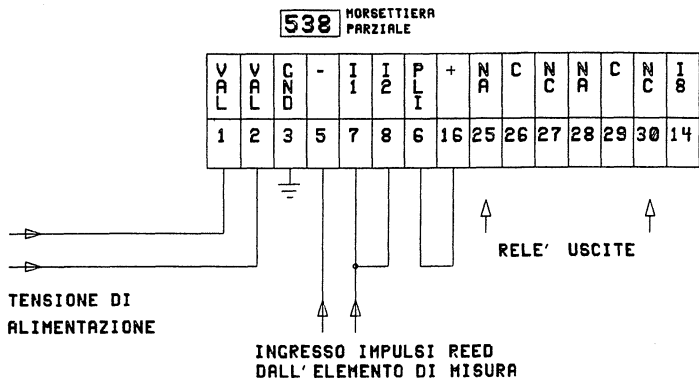 538 MORSETTIERA
PARZIALE
VAL VAL GND - I1 I2 PLI + NA C NC NA C NC I8
1 2 3 5 7 8 6 16 25 26 27 28 29 30 14
RELE' USCITE
TENSIONE DI
ALIMENTAZIONE
INGRESSO IMPULSI REED
DALL'ELEMENTO DI MISURA